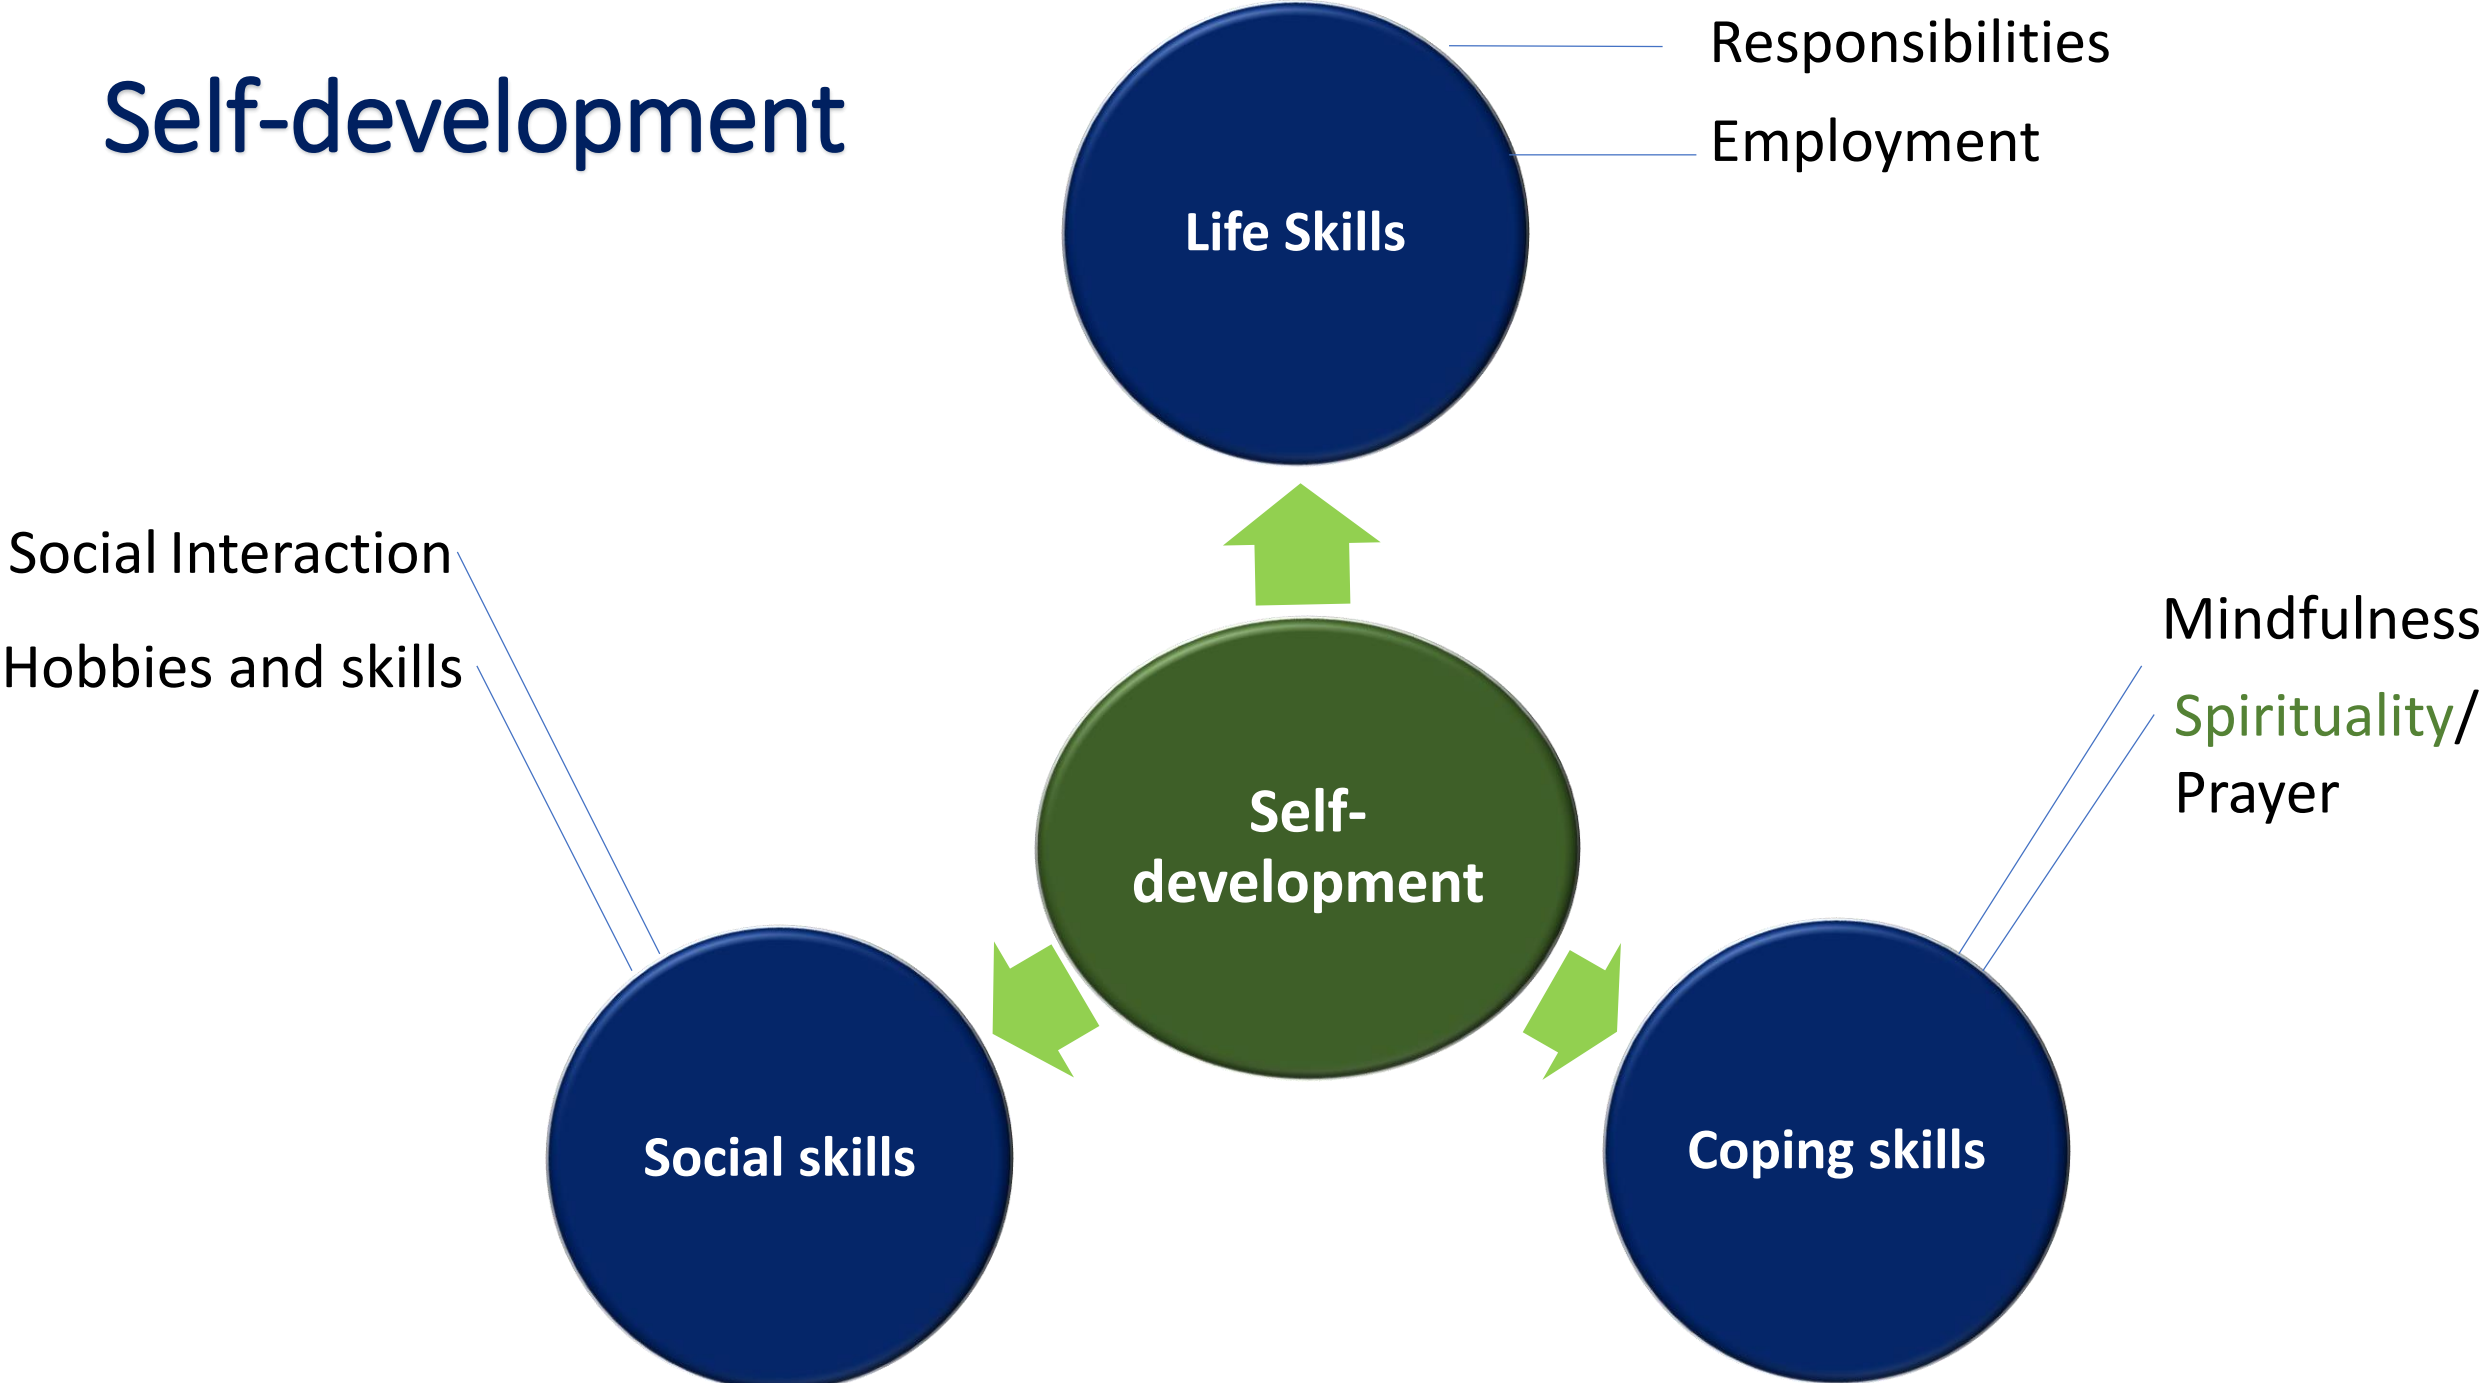 Self-development
Responsibilities
Employment
Life Skills
Social Interaction
Hobbies and skills
Mindfulness
Spirituality/
Prayer
Self-
development
Social skills
Coping skills